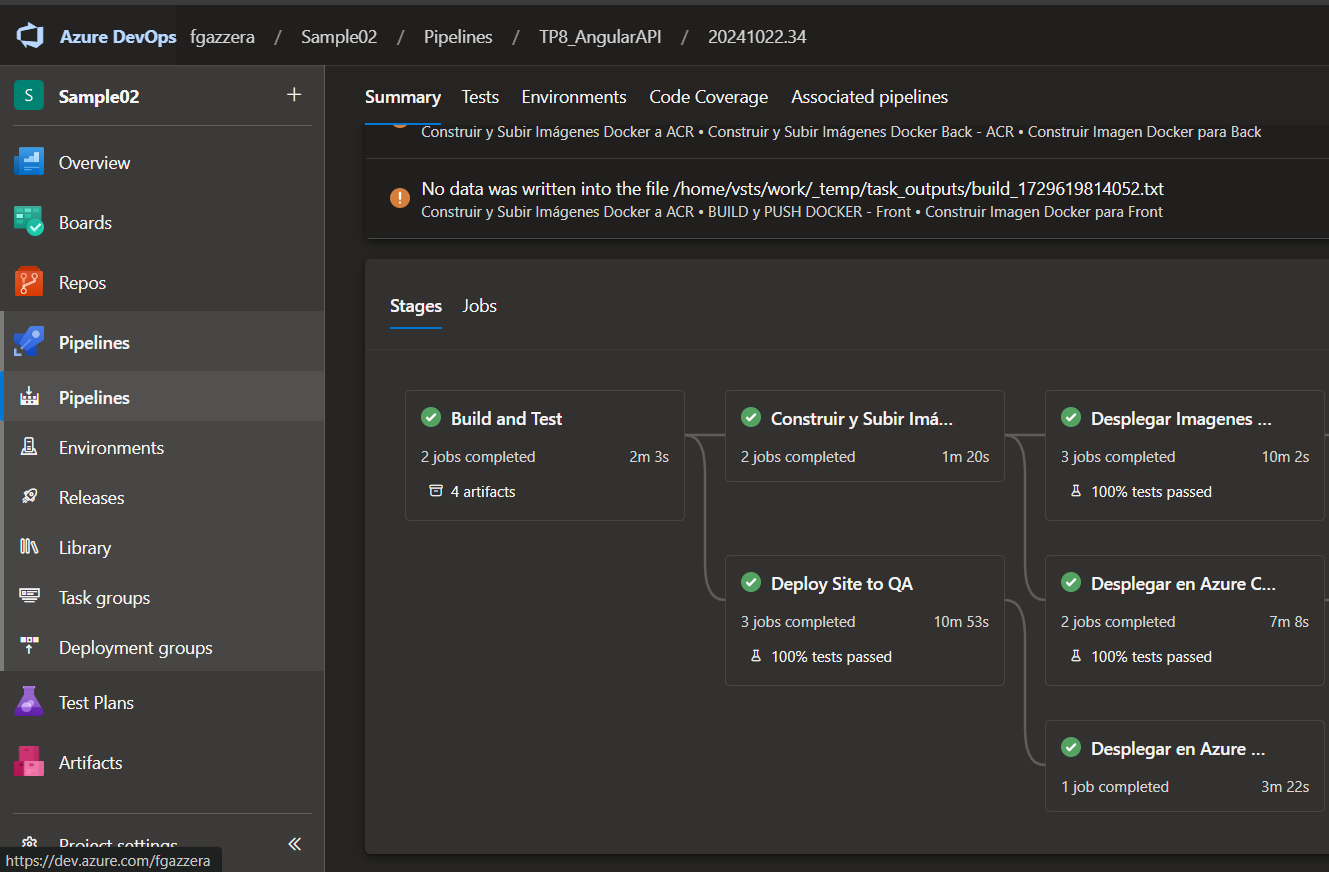 Azure DevOps fgazzera / Sample02 / Pipelines / TP8_AngularAPI / 20241022.34
S Sample02 +
Overview
Boards
Repos
Pipelines
Pipelines
Environments
Releases
Library
Task groups
Deployment groups
Test Plans
Artifacts
Project settings
https://dev.azure.com/fgazzera
Summary Tests Environments Code Coverage Associated pipelines
Construir y Subir Imágenes Docker a ACR • Construir y Subir Imágenes Docker Back - ACR • Construir Imagen Docker para Back
No data was written into the file /home/vsts/work/_temp/task_outputs/build_1729619814052.txt
Construir y Subir Imágenes Docker a ACR • BUILD y PUSH DOCKER - Front • Construir Imagen Docker para Front
Stages Jobs
Build and Test
2 jobs completed 2m 3s
4 artifacts
Construir y Subir Imá...
2 jobs completed 1m 20s
Desplegar Imagenes ...
3 jobs completed 10m 2s
100% tests passed
Deploy Site to QA
3 jobs completed 10m 53s
100% tests passed
Desplegar en Azure C...
2 jobs completed 7m 8s
100% tests passed
Desplegar en Azure ...
1 job completed 3m 22s